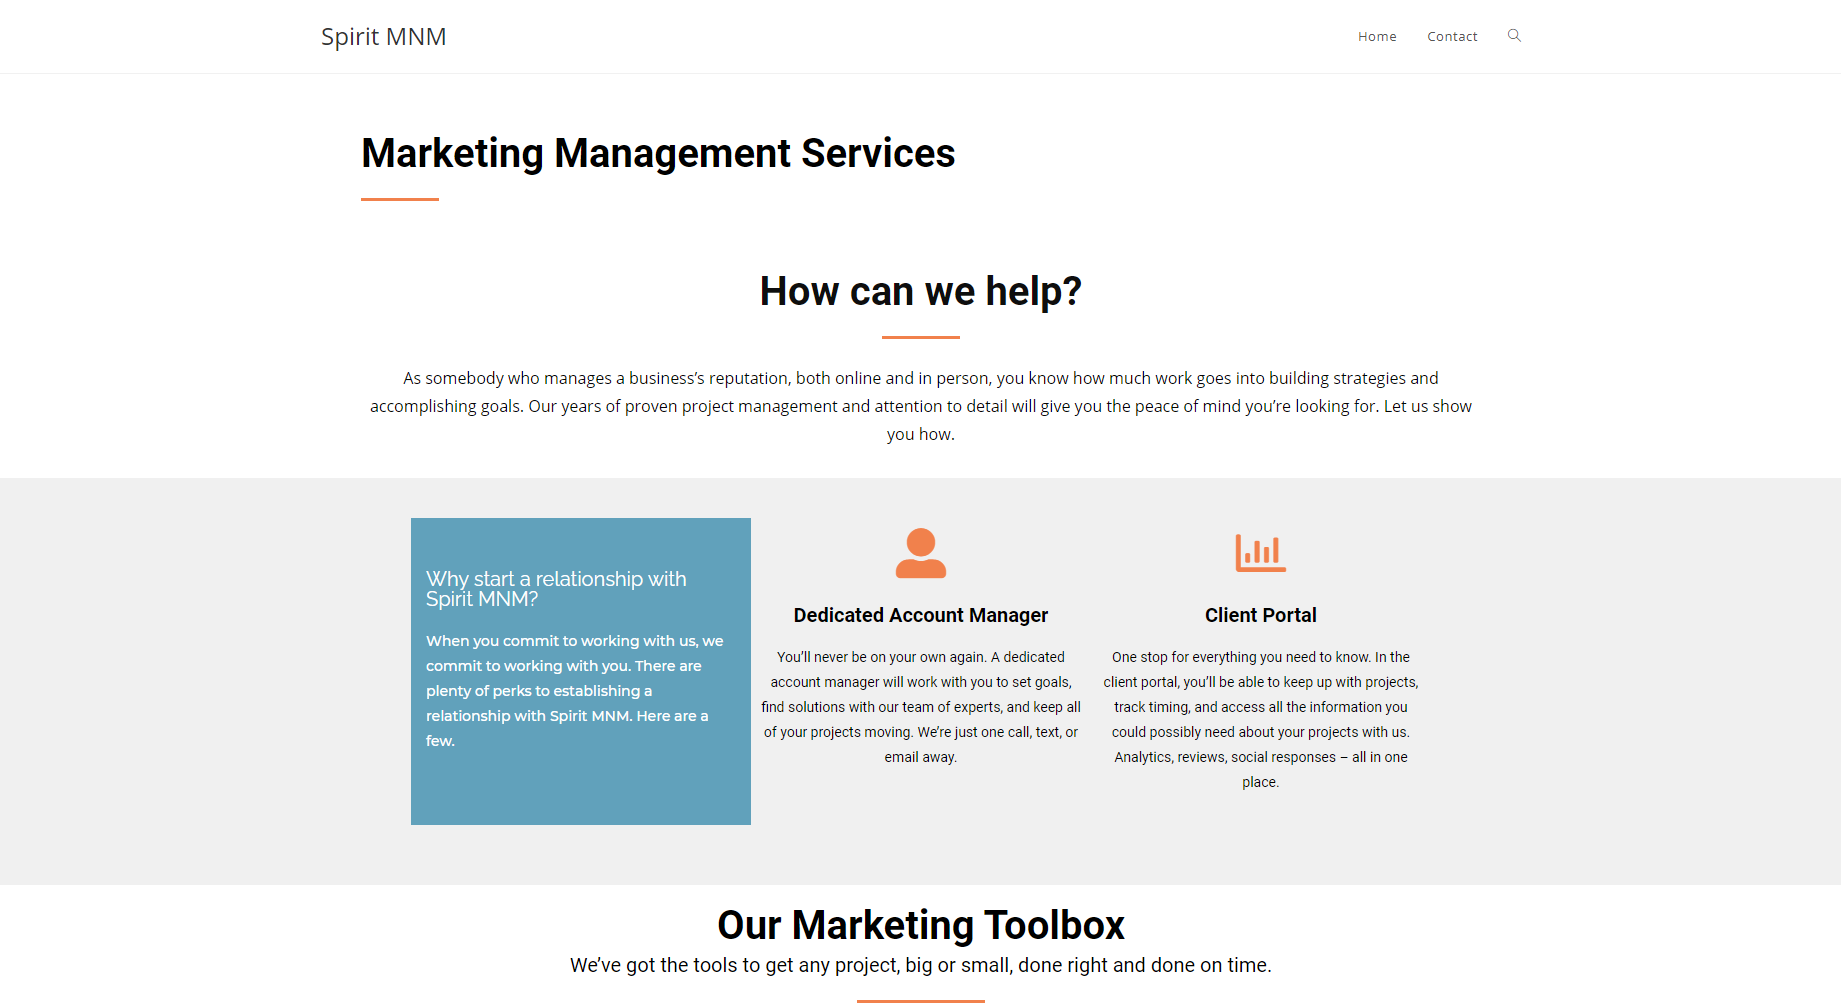 Spirit MNM
Home
Contact
Marketing Management Services
How can we help?
As somebody who manages a business’s reputation, both online and in person, you know how much work goes into building strategies and
accomplishing goals. Our years of proven project management and attention to detail will give you the peace of mind you’re looking for. Let us show
you how.
Why start a relationship with
Spirit MNM?
When you commit to working with us, we
commit to working with you. There are
plenty of perks to establishing a
relationship with Spirit MNM. Here are a
few.
Dedicated Account Manager
You’ll never be on your own again. A dedicated
account manager will work with you to set goals,
find solutions with our team of experts, and keep all
of your projects moving. We’re just one call, text, or
email away.
Client Portal
One stop for everything you need to know. In the
client portal, you’ll be able to keep up with projects,
track timing, and access all the information you
could possibly need about your projects with us.
Analytics, reviews, social responses – all in one
place.
Our Marketing Toolbox
We’ve got the tools to get any project, big or small, done right and done on time.